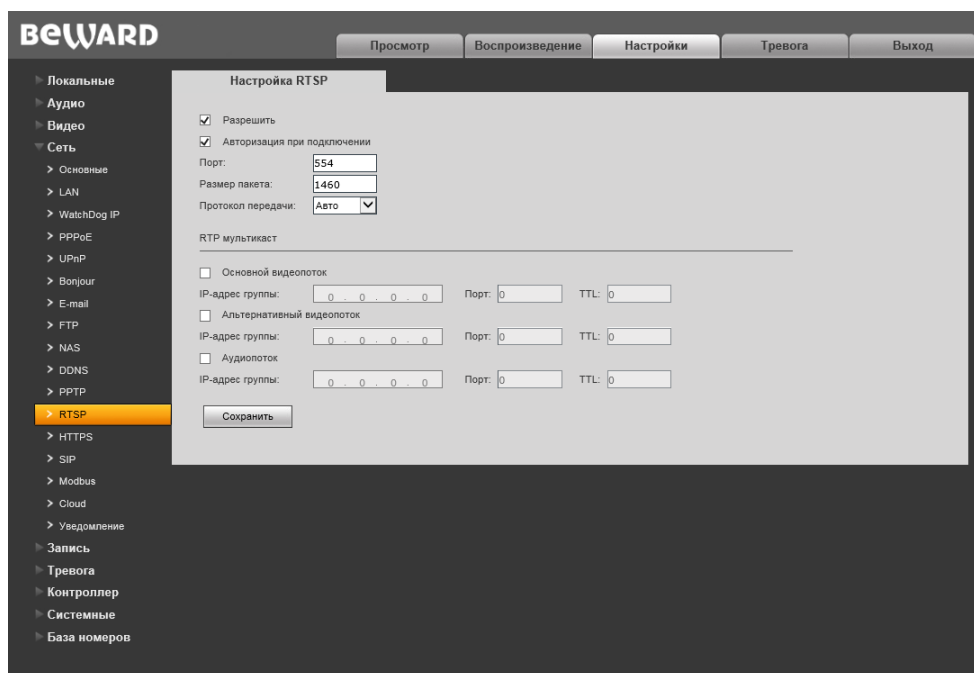 BEWARD
Просмотр Воспроизведение Настройки Тревога Выход
Локальные
Аудио
Видео
Сеть
Основные
LAN
WatchDog IP
PPPoE
UPnP
Bonjour
E-mail
FTP
NAS
DDNS
PPTP
RTSP
HTTPS
SIP
Modbus
Cloud
Уведомление
Запись
Тревога
Контроллер
Системные
База номеров
Настройка RTSP
Разрешить
Авторизация при подключении
Порт: 554
Размер пакета: 1460
Протокол передачи: Авто
RTP мультикаст
Основной видеопоток
IP-адрес группы: 0 . 0 . 0 . 0 Порт: 0 TTL: 0
Альтернативный видеопоток
IP-адрес группы: 0 . 0 . 0 . 0 Порт: 0 TTL: 0
Аудиопоток
IP-адрес группы: 0 . 0 . 0 . 0 Порт: 0 TTL: 0
Сохранить